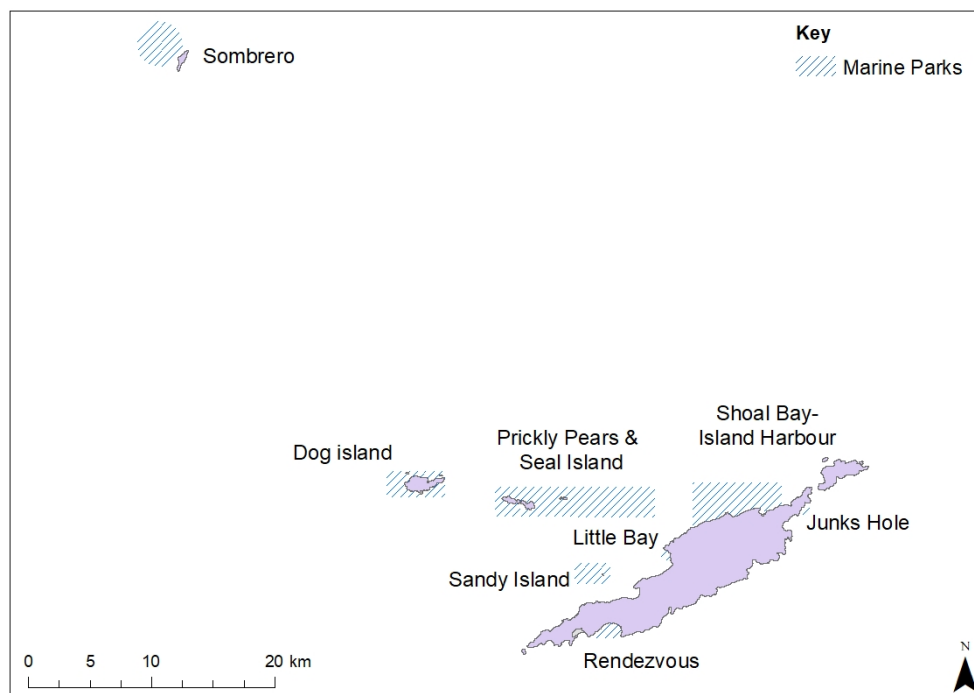 Key
Marine Parks
Sombrero
Shoal Bay-
Island Harbour
Prickly Pears &
Seal Island
Dog island
Junks Hole
Little Bay
Sandy Island
Rendezvous
0 5 10 20 km
N